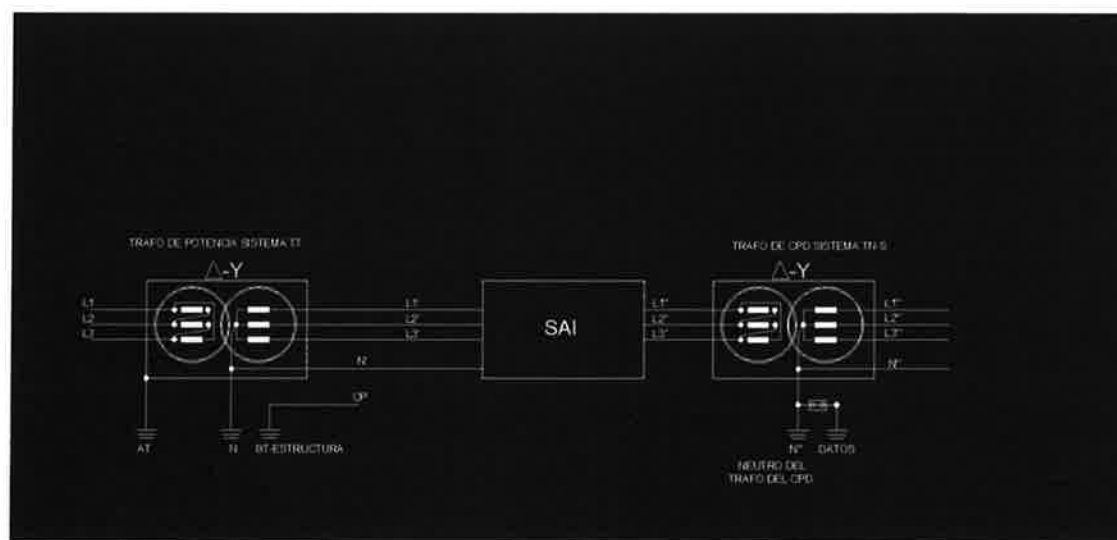 TRAFO DE POTENCIA SISTEMA TT
Δ-Y
L1
L2
L3
L1'
L2'
L3'
N'
CP
AT
N
BT-ESTRUCTURA
SAI
TRAFO DE CPD SISTEMA TN-S
Δ-Y
L1''
L2''
L3''
L1'''
L2'''
L3'''
N''
N''
DATOS
NEUTRO DEL
TRAFO DEL CPD